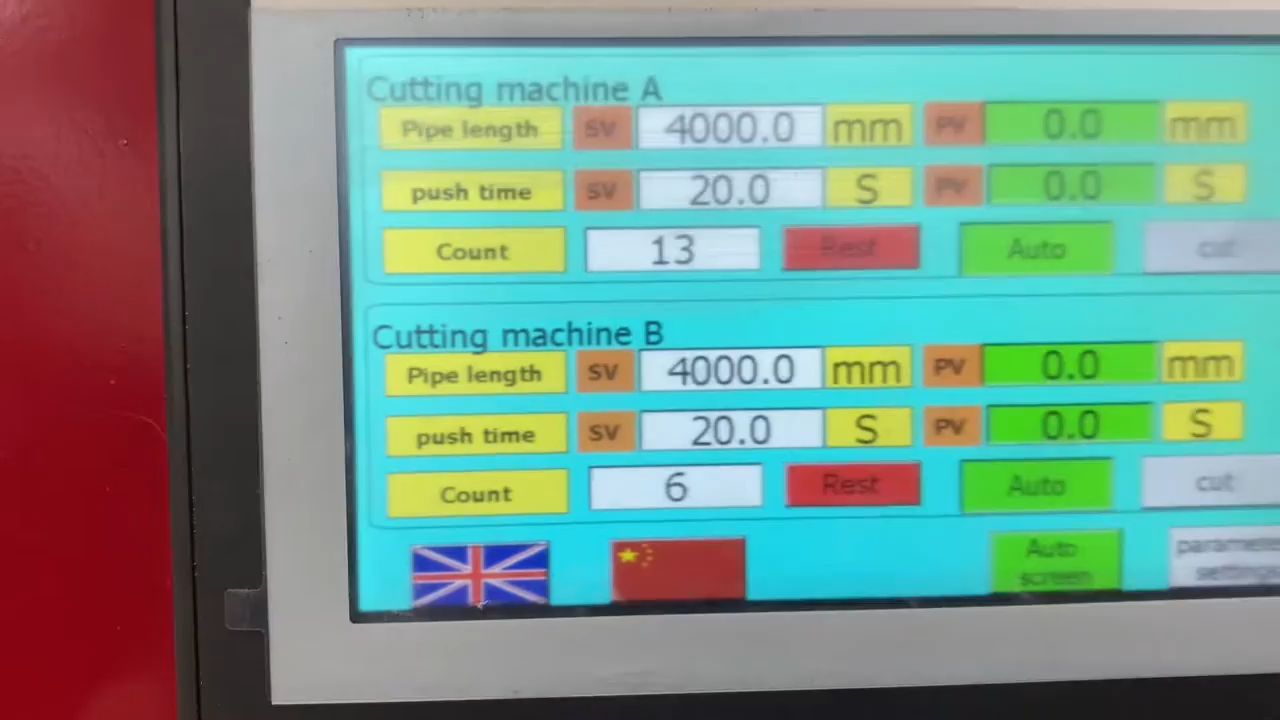 Cutting machine A
Pipe length SV 4000.0 mm PV 0.0 mm
push time SV 20.0 S PV 0.0 S
Count 13 Rest Auto cut
Cutting machine B
Pipe length SV 4000.0 mm PV 0.0 mm
push time SV 20.0 S PV 0.0 S
Count 6 Rest Auto cut
Auto
screen
paramete
settings